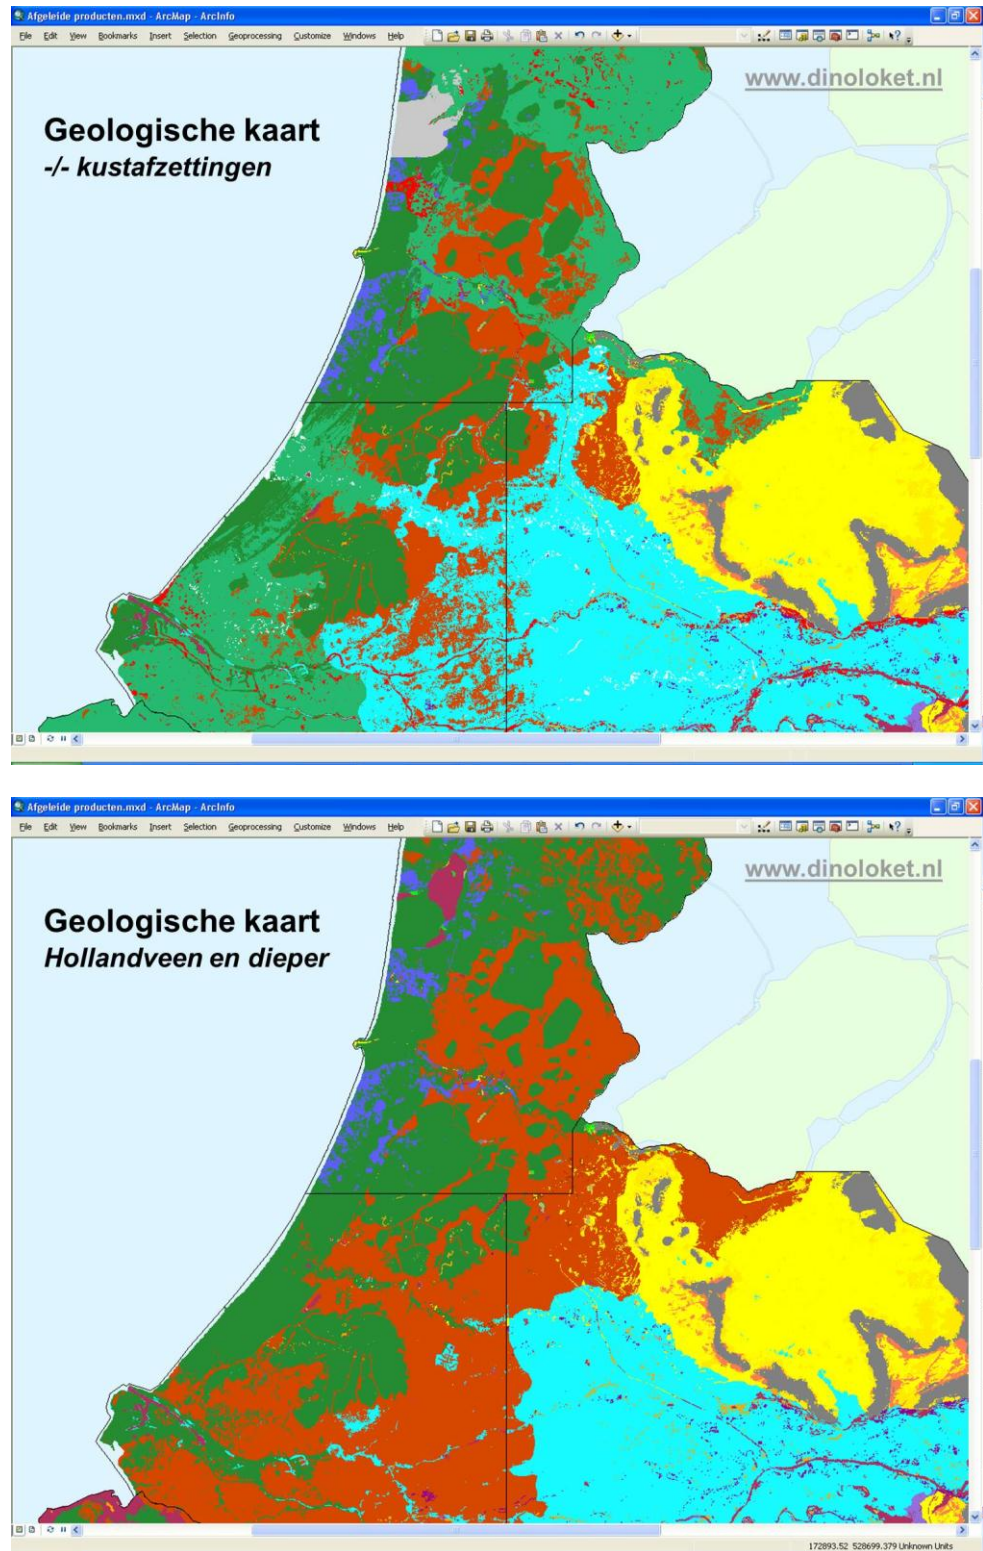 Afgeleide producten.mxd - ArcMap - ArcInfo
File Edit View Bookmarks Insert Selection Geoprocessing Customize Windows Help
www.dinoloket.nl
Geologische kaart
-/- kustafzettingen
Afgeleide producten.mxd - ArcMap - ArcInfo
File Edit View Bookmarks Insert Selection Geoprocessing Customize Windows Help
www.dinoloket.nl
Geologische kaart
Hollandveen en dieper
172893.52 528699.379 Unknown Units